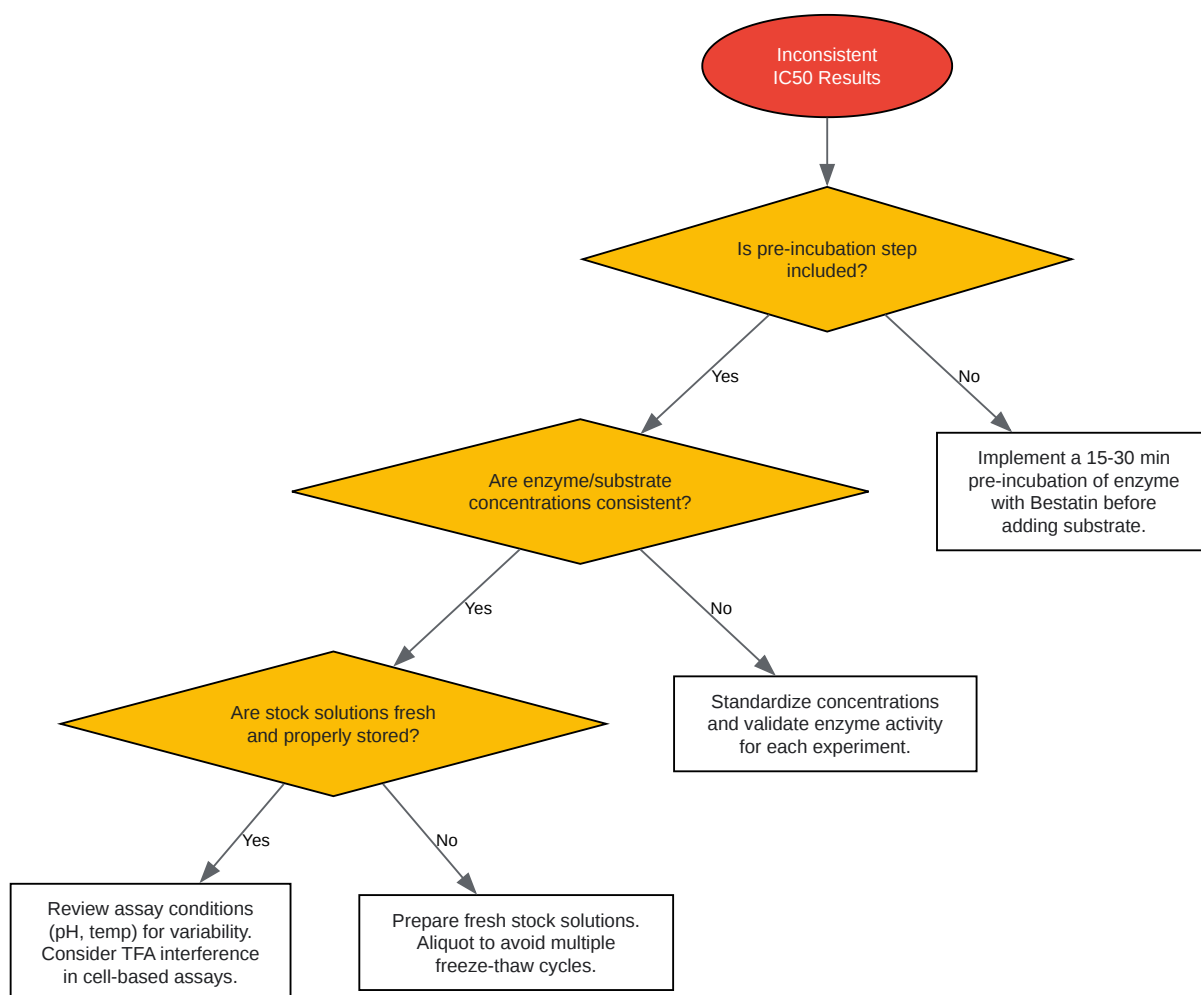 Inconsistent
IC50 Results
Is pre-incubation step
included?
Yes
No
Are enzyme/substrate
concentrations consistent?
Implement a 15-30 min
pre-incubation of enzyme
with Bestatin before
adding substrate.
Yes
No
Are stock solutions fresh
and properly stored?
Standardize concentrations
and validate enzyme activity
for each experiment.
Yes
No
Review assay conditions
(pH, temp) for variability.
Consider TFA interference
in cell-based assays.
Prepare fresh stock solutions.
Aliquot to avoid multiple
freeze-thaw cycles.